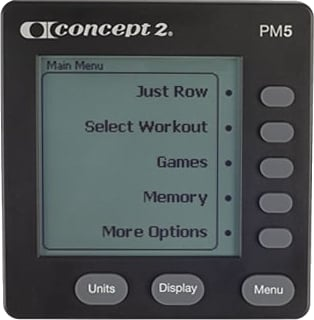 concept 2.
PM5
Main Menu
Just Row
Select Workout
Games
Memory
More Options
Units
Display
Menu